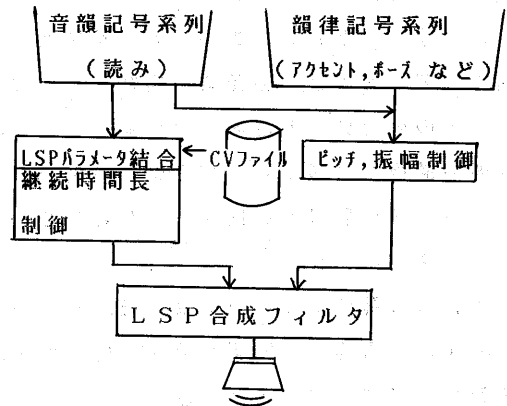 音韻記号系列
(読み)
韻律記号系列
(アクセント,ポーズ など)
LSPパラメータ結合
継続時間長
制御
CVファイル
ピッチ,振幅制御
LSP合成フィルタ